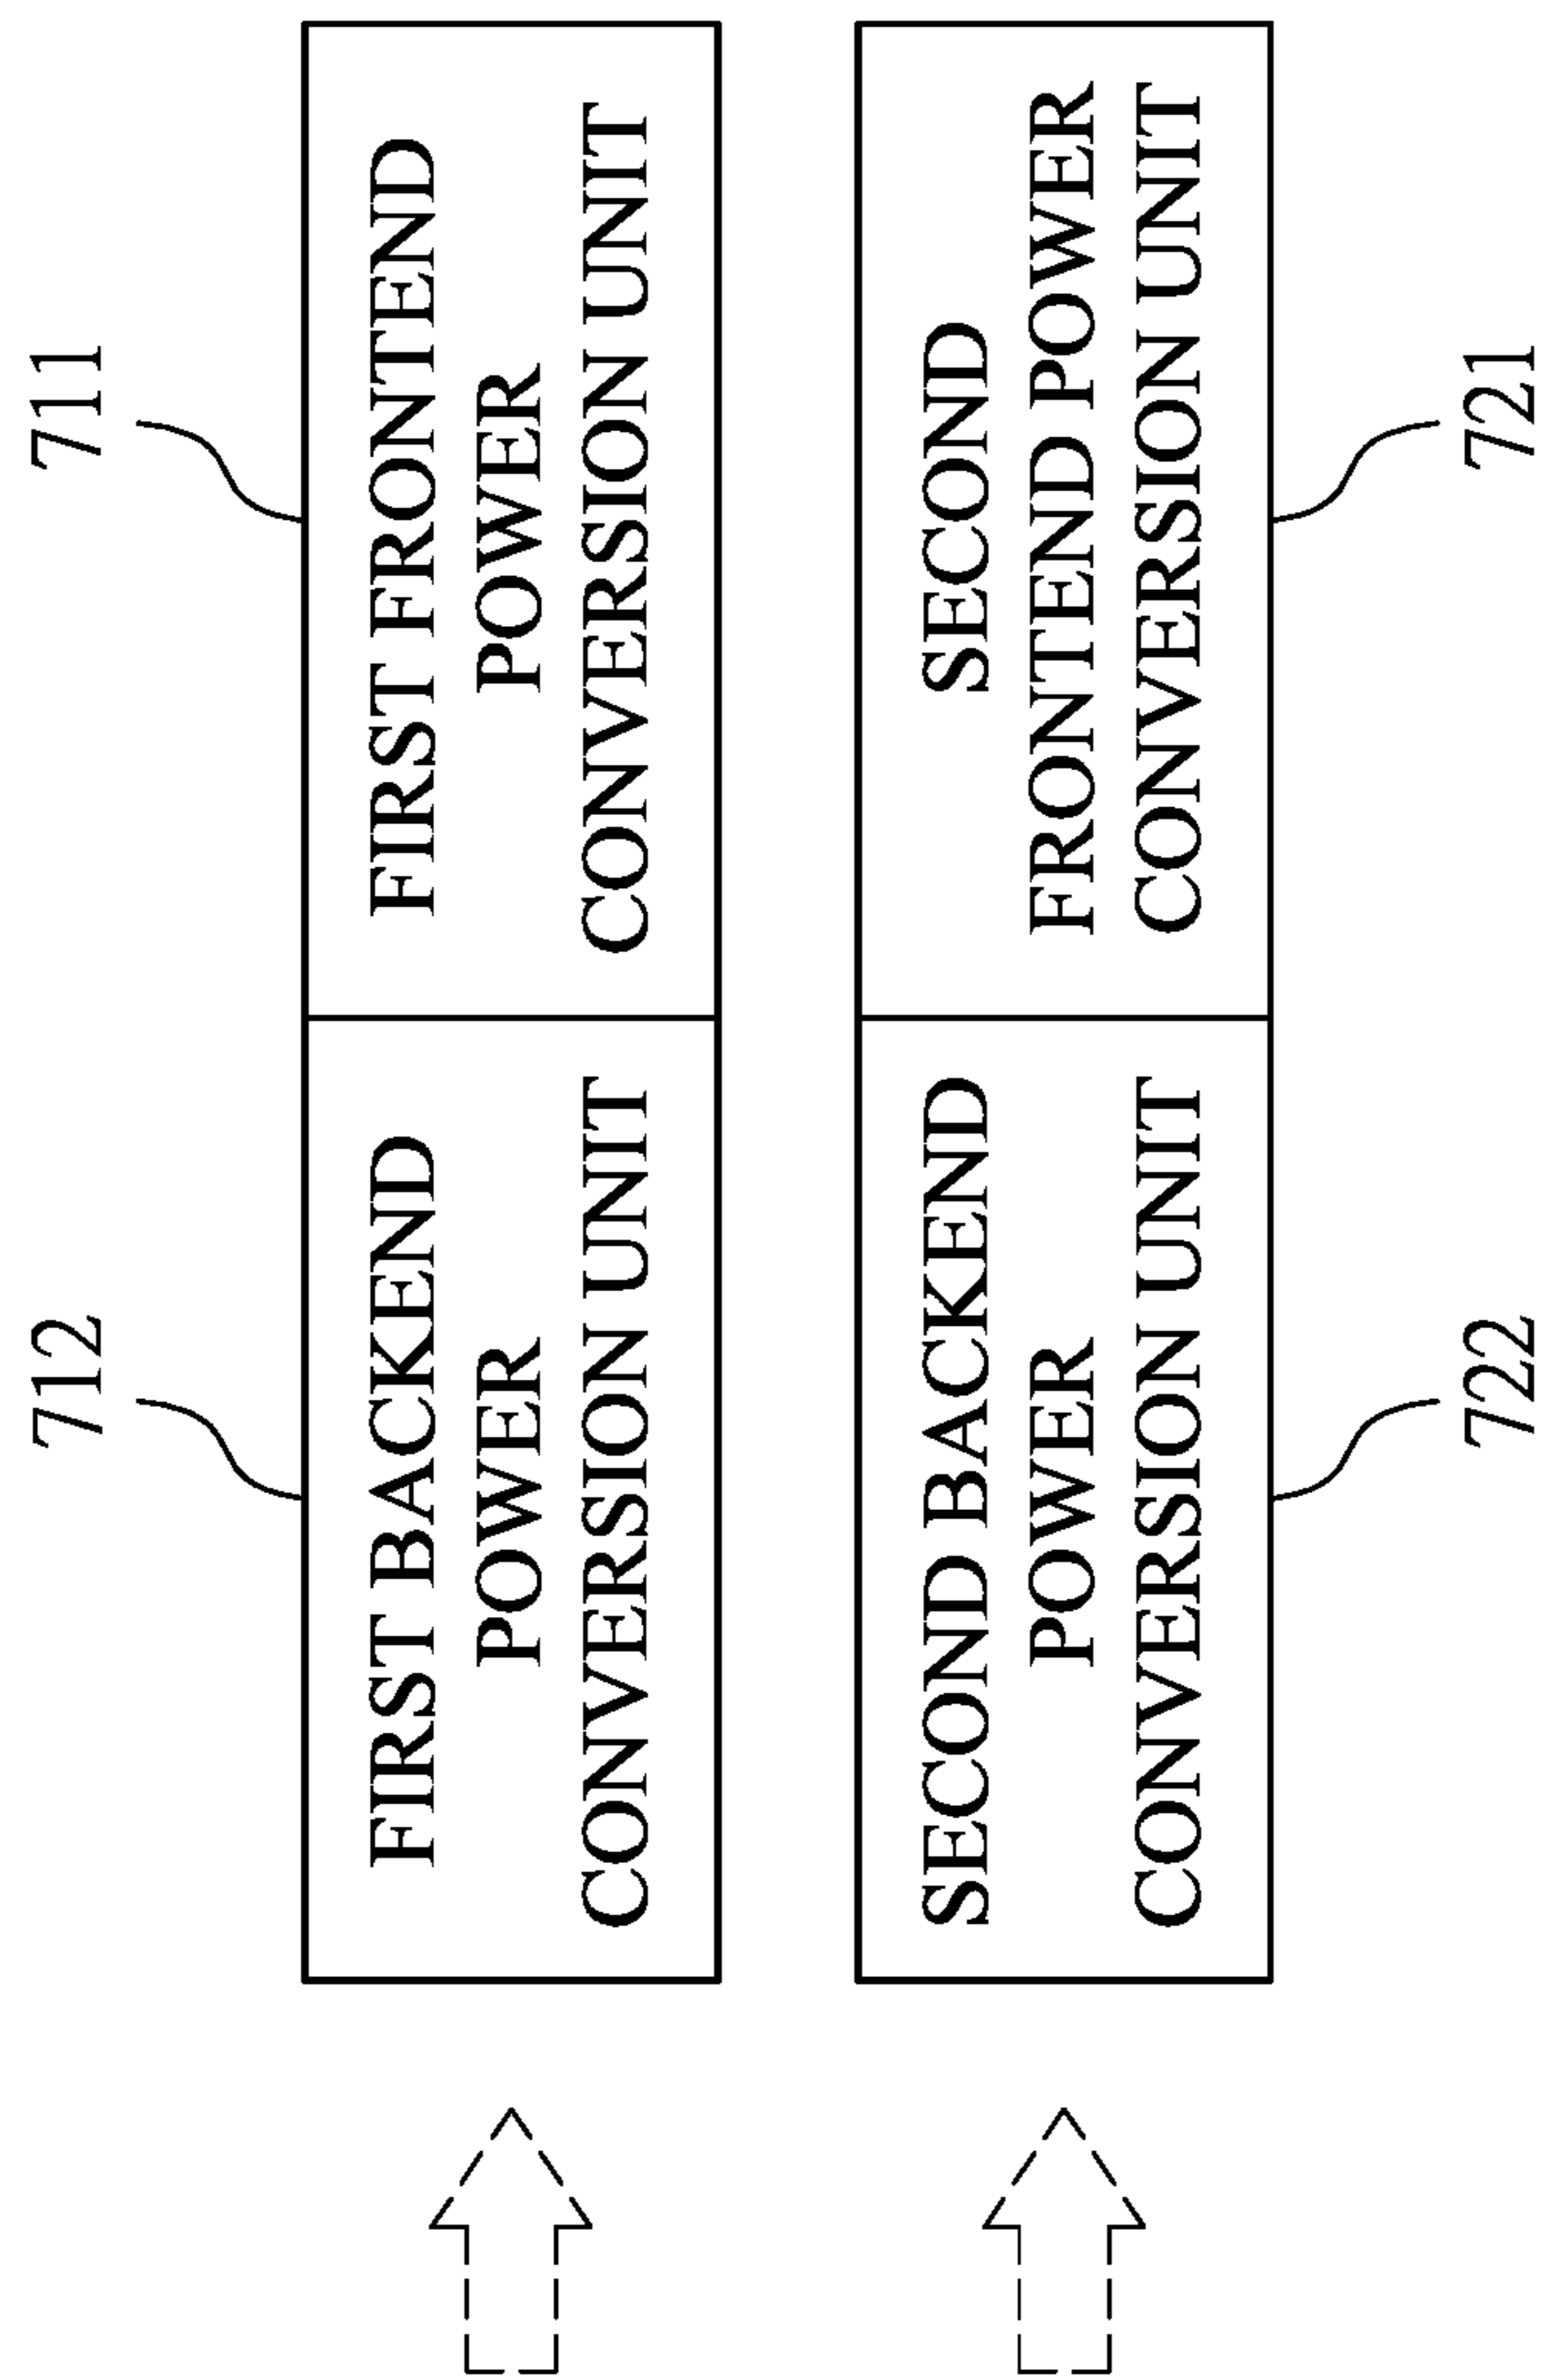 712
711
FIRST BACKEND
POWER
CONVERSION UNIT
FIRST FRONTEND
POWER
CONVERSION UNIT
SECOND BACKEND
POWER
CONVERSION UNIT
SECOND
FRONTEND POWER
CONVERSION UNIT
722
721